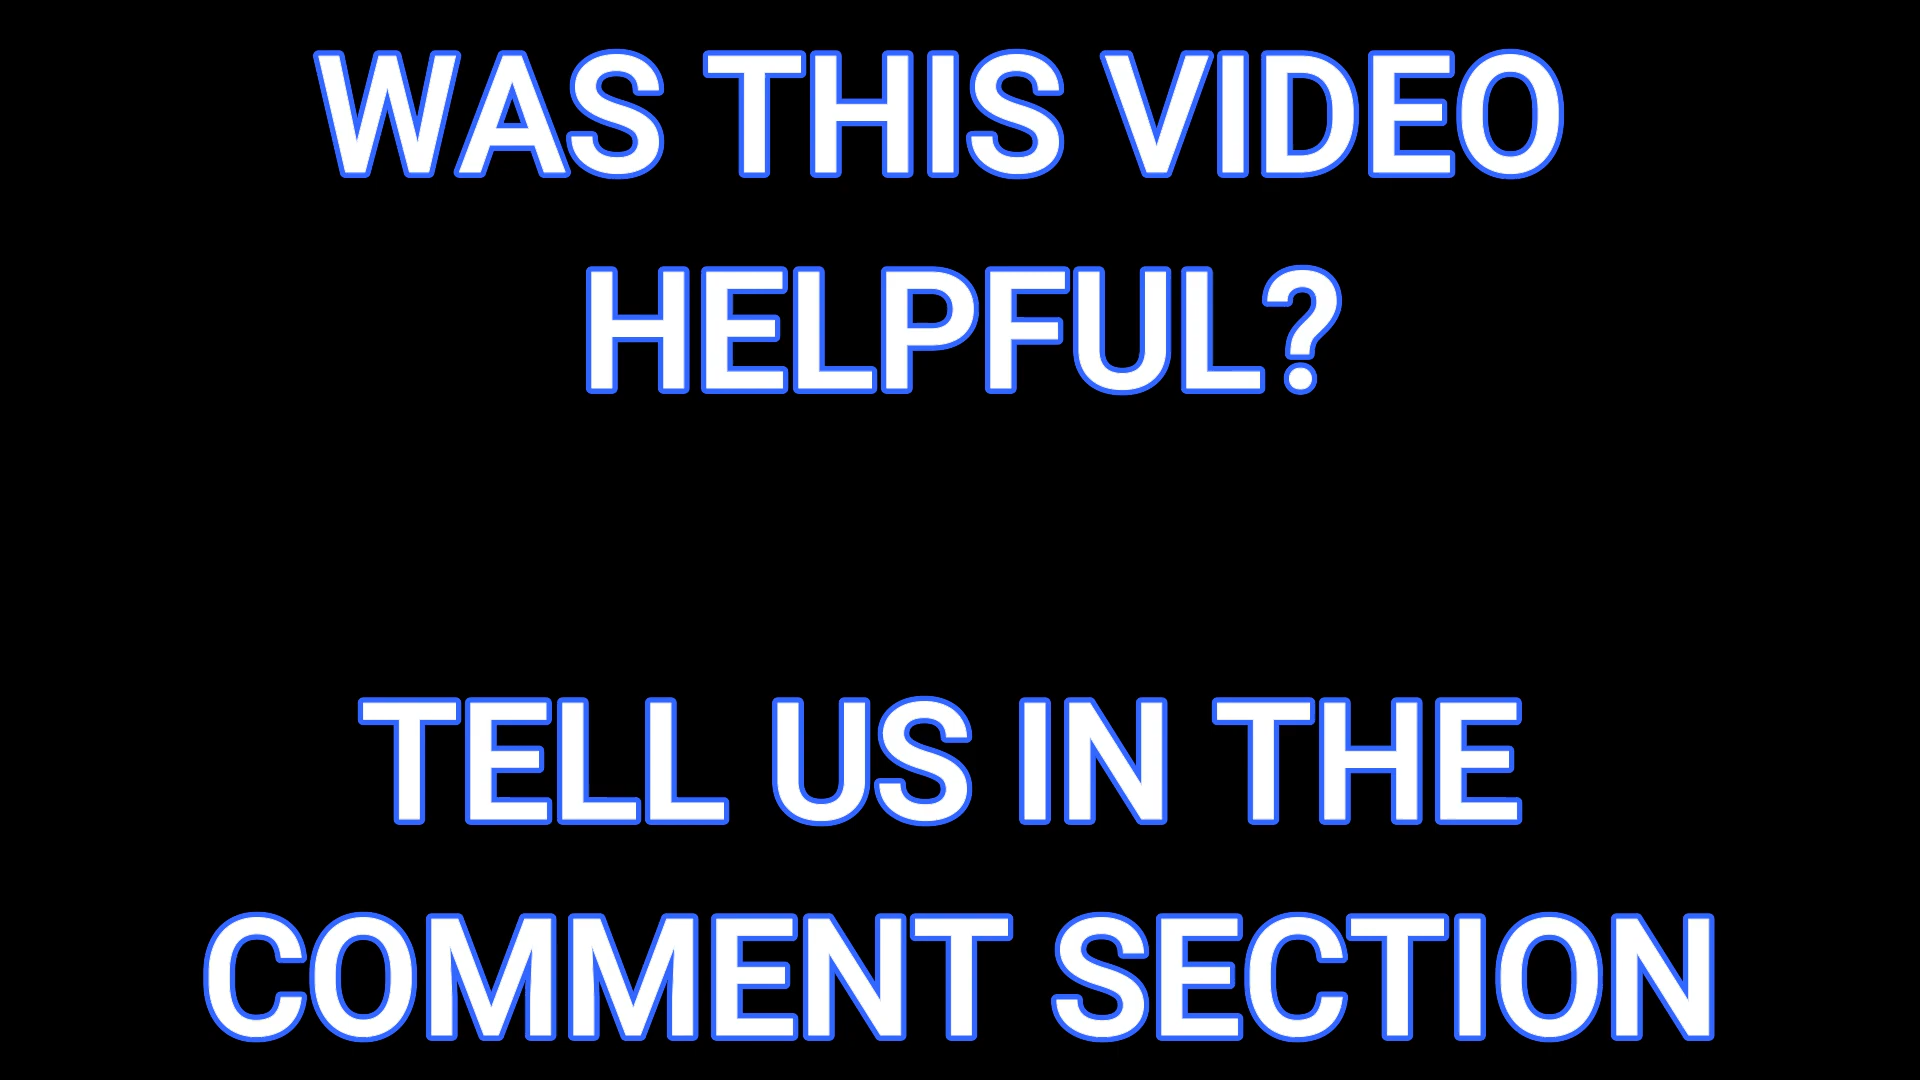 WAS THIS VIDEO
HELPFUL?
TELL US IN THE
COMMENT SECTION